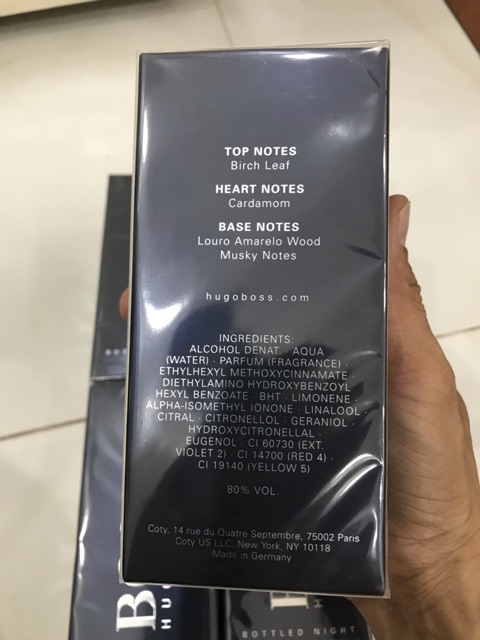 TOP NOTES
Birch Leaf
HEART NOTES
Cardamom
BASE NOTES
Louro Amarelo Wood
Musky Notes
hugoboss.com
INGREDIENTS:
ALCOHOL DENAT. · AQUA
(WATER) · PARFUM (FRAGRANCE) ·
ETHYLHEXYL METHOXYCINNAMATE ·
DIETHYLAMINO HYDROXYBENZOYL
HEXYL BENZOATE · BHT · LIMONENE ·
ALPHA-ISOMETHYL IONONE · LINALOOL ·
CITRAL · CITRONELLOL · GERANIOL ·
HYDROXYCITRONELLAL ·
EUGENOL · CI 60730 (EXT.
VIOLET 2) · CI 14700 (RED 4) ·
CI 19140 (YELLOW 5)
80% VOL.
Coty, 14 rue du Quatre Septembre, 75002 Paris
Coty US LLC, New York, NY 10118
Made in Germany
BOTTLED NIGHT